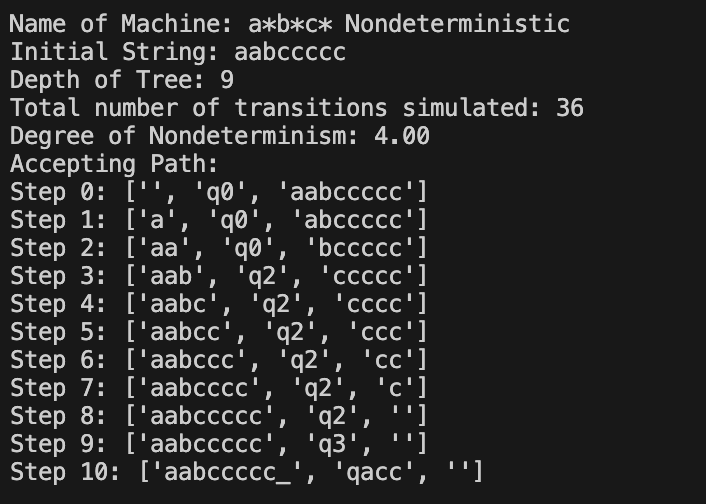 Name of Machine: a*b*c* Nondeterministic
Initial String: aabccccc
Depth of Tree: 9
Total number of transitions simulated: 36
Degree of Nondeterminism: 4.00
Accepting Path:
Step 0: ['', 'q0', 'aabccccc']
Step 1: ['a', 'q0', 'abccccc']
Step 2: ['aa', 'q0', 'bccccc']
Step 3: ['aab', 'q2', 'ccccc']
Step 4: ['aabc', 'q2', 'cccc']
Step 5: ['aabcc', 'q2', 'ccc']
Step 6: ['aabccc', 'q2', 'cc']
Step 7: ['aabcccc', 'q2', 'c']
Step 8: ['aabccccc', 'q2', '']
Step 9: ['aabccccc', 'q3', '']
Step 10: ['aabccccc_', 'qacc', '']